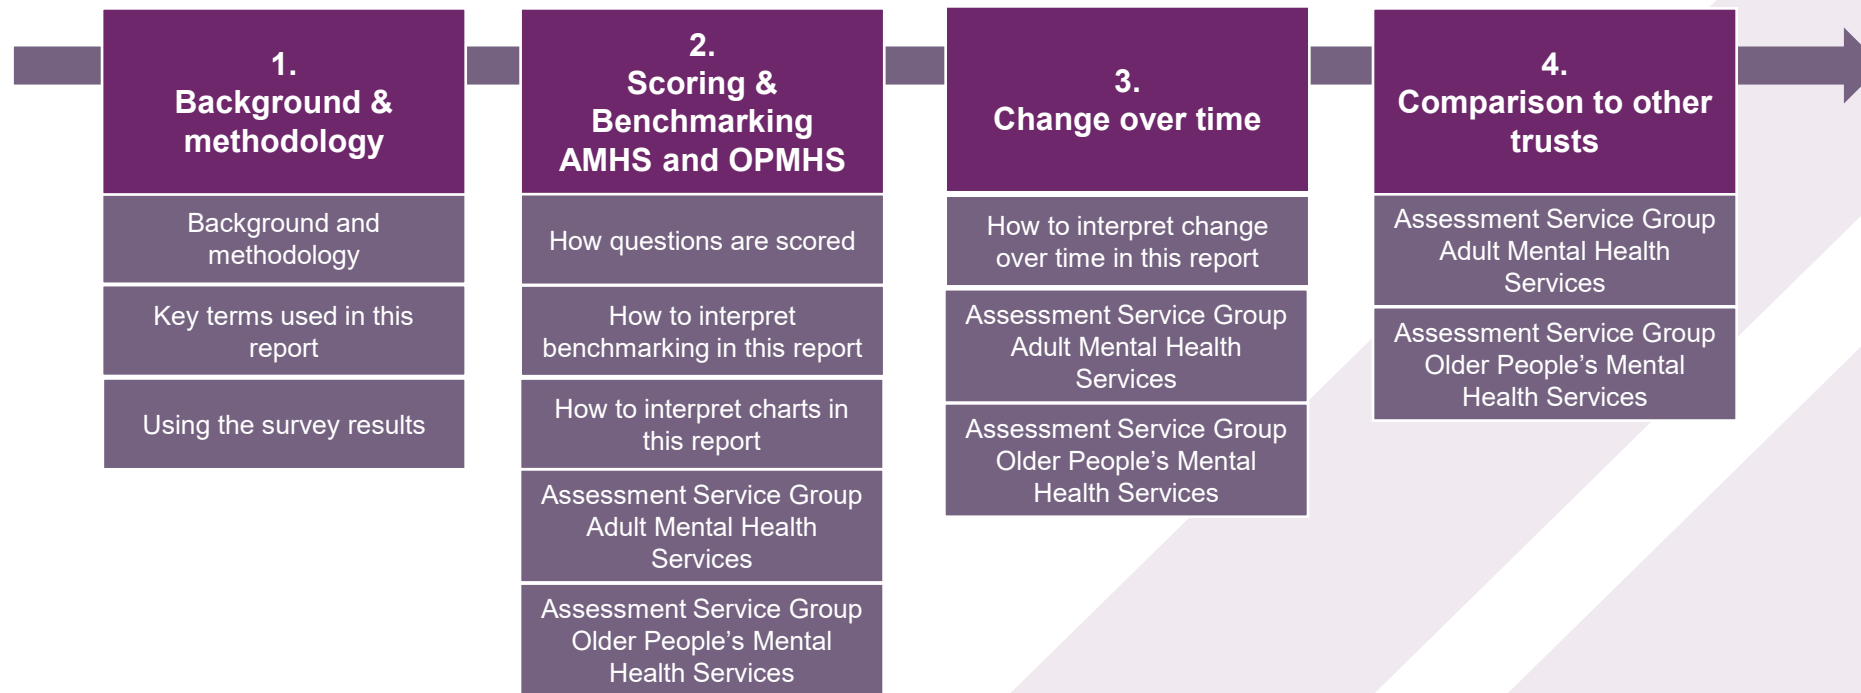 1.
Background &
methodology
Background and
methodology
Key terms used in this
report
Using the survey results
2.
Scoring &
Benchmarking
AMHS and OPMHS
How questions are scored
How to interpret
benchmarking in this report
How to interpret charts in
this report
Assessment Service Group
Adult Mental Health
Services
Assessment Service Group
Older People’s Mental
Health Services
3.
Change over time
How to interpret change
over time in this report
Assessment Service Group
Adult Mental Health
Services
Assessment Service Group
Older People’s Mental
Health Services
4.
Comparison to other
trusts
Assessment Service Group
Adult Mental Health
Services
Assessment Service Group
Older People’s Mental
Health Services